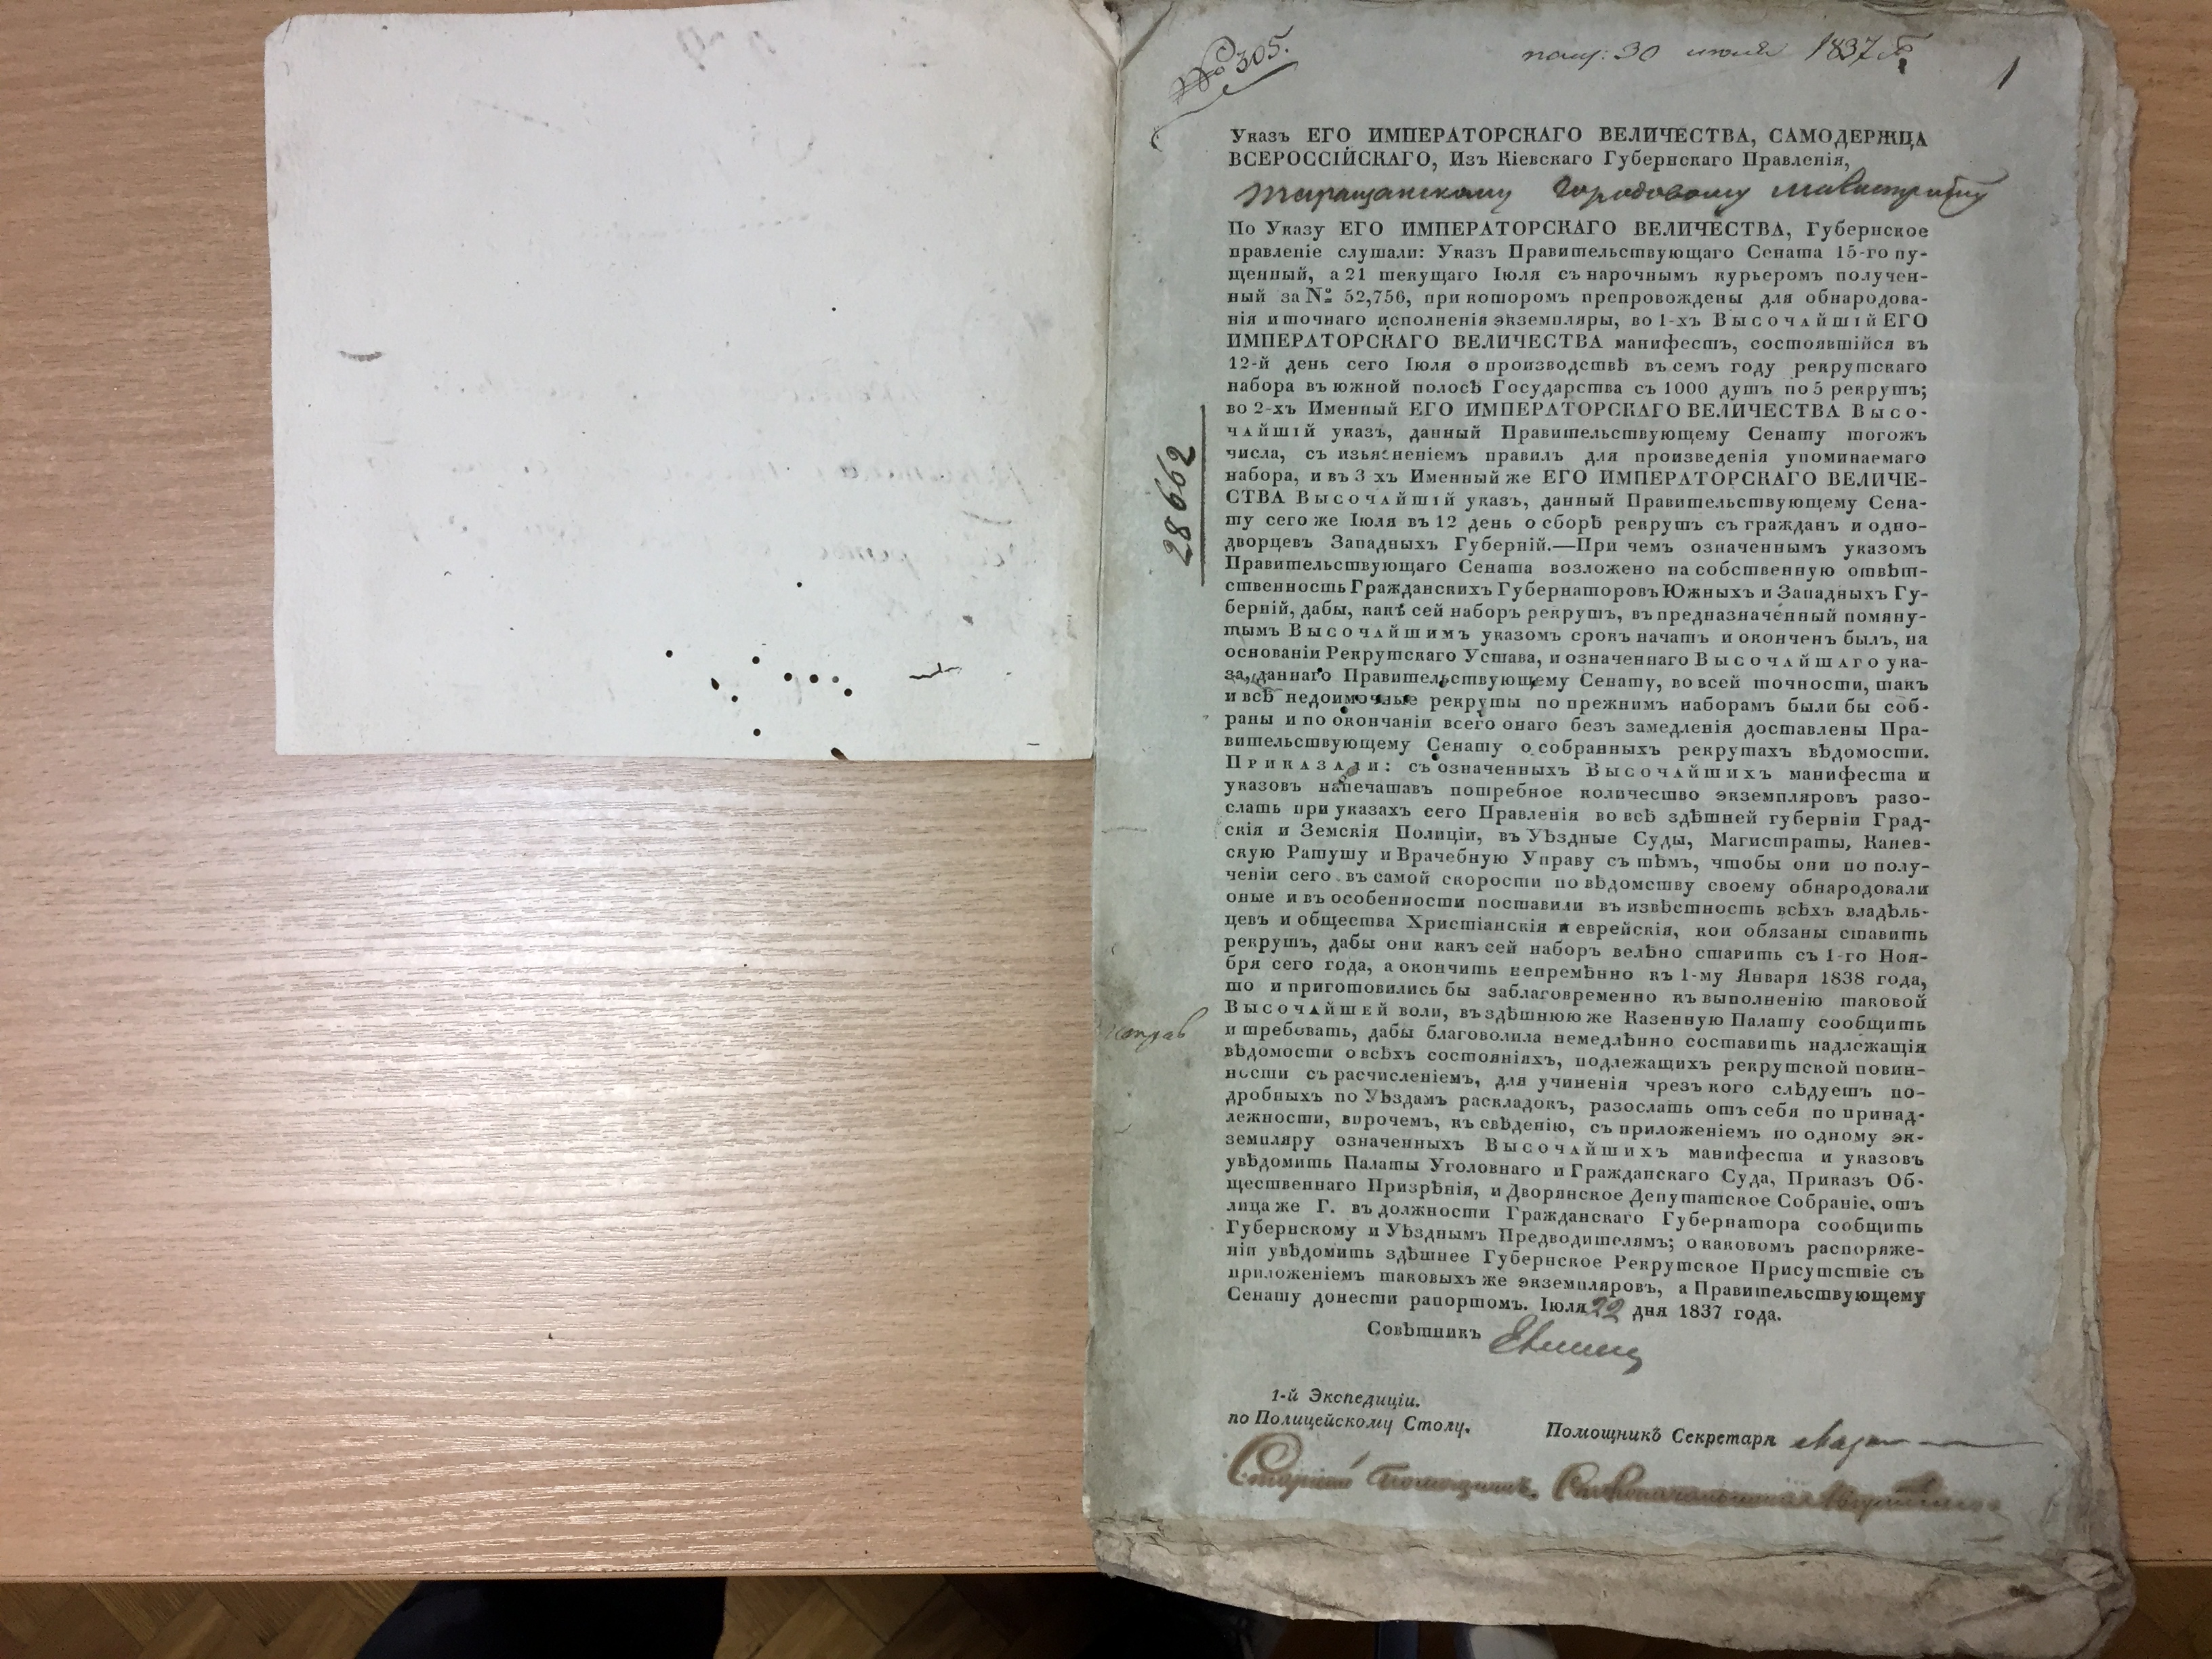 № 305.
полу: 30 июля 1837 г.
1
Указъ ЕГО ИМПЕРАТОРСКАГО ВЕЛИЧЕСТВА, САМОДЕРЖЦА
ВСЕРОССІЙСКАГО, Изъ Кіевскаго Губернскаго Правленія,
Таращанскому Городовому Магистрату
По Указу ЕГО ИМПЕРАТОРСКАГО ВЕЛИЧЕСТВА, Губернское
правленіе слушали: Указъ Правительствующаго Сената 15-го пу-
щенный, а 21 текущаго Іюля съ нарочнымъ курьеромъ получен-
ный за № 52,756, при которомъ препровождены для обнародова-
нія и точнаго исполненія экземпляры, во 1-хъ Высочайшій ЕГО
ИМПЕРАТОРСКАГО ВЕЛИЧЕСТВА манифестъ, состоявшійся въ
12-й день сего Іюля о производствѣ въ семъ году рекрутскаго
набора въ южной полосѣ Государства съ 1000 душъ по 5 рекрутъ;
во 2-хъ Именный ЕГО ИМПЕРАТОРСКАГО ВЕЛИЧЕСТВА Высо-
чайшій указъ, данный Правительствующему Сенату тогожъ
числа, съ изьясненіемъ правилъ для произведенія упоминаемаго
набора, и въ 3 хъ Именный же ЕГО ИМПЕРАТОРСКАГО ВЕЛИЧЕ-
СТВА Высочайшій указъ, данный Правительствующему Сена-
ту сего же Іюля въ 12 день о сборѣ рекрутъ съ гражданъ и одно-
дворцевъ Западныхъ Губерній.—При чемъ означеннымъ указомъ
Правительствующаго Сената возложено на собственную отвѣт-
ственность Гражданскихъ Губернаторовъ Южныхъ и Западныхъ Гу-
берній, дабы, какъ сей наборъ рекрутъ, въ предназначенный помяну-
тымъ Высочайшимъ указомъ срокъ начатъ и оконченъ былъ, на
основаніи Рекрутскаго Устава, и означеннаго Высочайшаго ука-
за, даннаго Правительствующему Сенату, во всей точности, такъ
и всѣ недоимочные рекруты по прежнимъ наборамъ были бы соб-
раны и по окончаніи всего онаго безъ замедленія доставлены Пра-
вительствующему Сенату о собранныхъ рекрутахъ вѣдомости.
Приказали: съ означенныхъ Высочайшихъ манифеста и
указовъ напечатавъ потребное количество экземпляровъ разо-
слать при указахъ сего Правленія во всѣ здѣшней губерніи Град-
скія и Земскія Полиціи, въ Уѣздные Суды, Магистраты, Канев-
скую Ратушу и Врачебную Управу съ тѣмъ, чтобы они по полу-
ченіи сего въ самой скорости по вѣдомству своему обнародовали
оные и въ особенности поставили въ извѣстность всѣхъ владѣль-
цевъ и общества Христіанскія и еврейскія, кои обязаны ставить
рекрутъ, дабы они какъ сей наборъ велѣно старить съ 1-го Ноя-
бря сего года, а окончить непремѣнно къ 1-му Января 1838 года,
то и приготовились бы заблаговременно къ выполненію таковой
Высочайшей воли, въ здѣшнюю же Казенную Палату сообщить
и требовать, дабы благоволила немедлѣнно составить надлежащія
вѣдомости о всѣхъ состояніяхъ, подлежащихъ рекрутской повин-
ности съ расчисленіемъ, для учиненія чрезъ кого слѣдуетъ по-
дробныхъ по Уѣздамъ раскладокъ, разослать отъ себя по принад-
лежности, впрочемъ, къ свѣденію, съ приложеніемъ по одному эк-
земпляру означенныхъ Высочайшихъ манифеста и указовъ
увѣдомить Палаты Уголовнаго и Гражданскаго Суда, Приказъ Об-
щественнаго Призрѣнія, и Дворянское Депутатское Собраніе, отъ
лица же Г. въ должности Гражданскаго Губернатора сообщить
Губернскому и Уѣзднымъ Предводителямъ; о каковомъ распоряже-
ніи увѣдомить здѣшнее Губернское Рекрутское Присутствіе съ
приложеніемъ таковыхъ же экземпляровъ, а Правительствующему
Сенату донести рапортомъ. Іюля 22 дня 1837 года.
Совѣтникъ
1-й Экспедиціи.
по Полицейскому Столу.
Помощникъ Секретаря
Старшій Помощникъ Столоначальника
28662